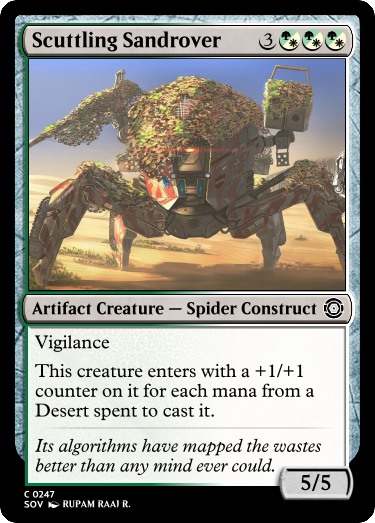 Scuttling Sandrover 3
Artifact Creature — Spider Construct
Vigilance
This creature enters with a +1/+1
counter on it for each mana from a
Desert spent to cast it.
Its algorithms have mapped the wastes
better than any mind ever could.
5/5
C 0247
SOV RUPAM RAAJ R.